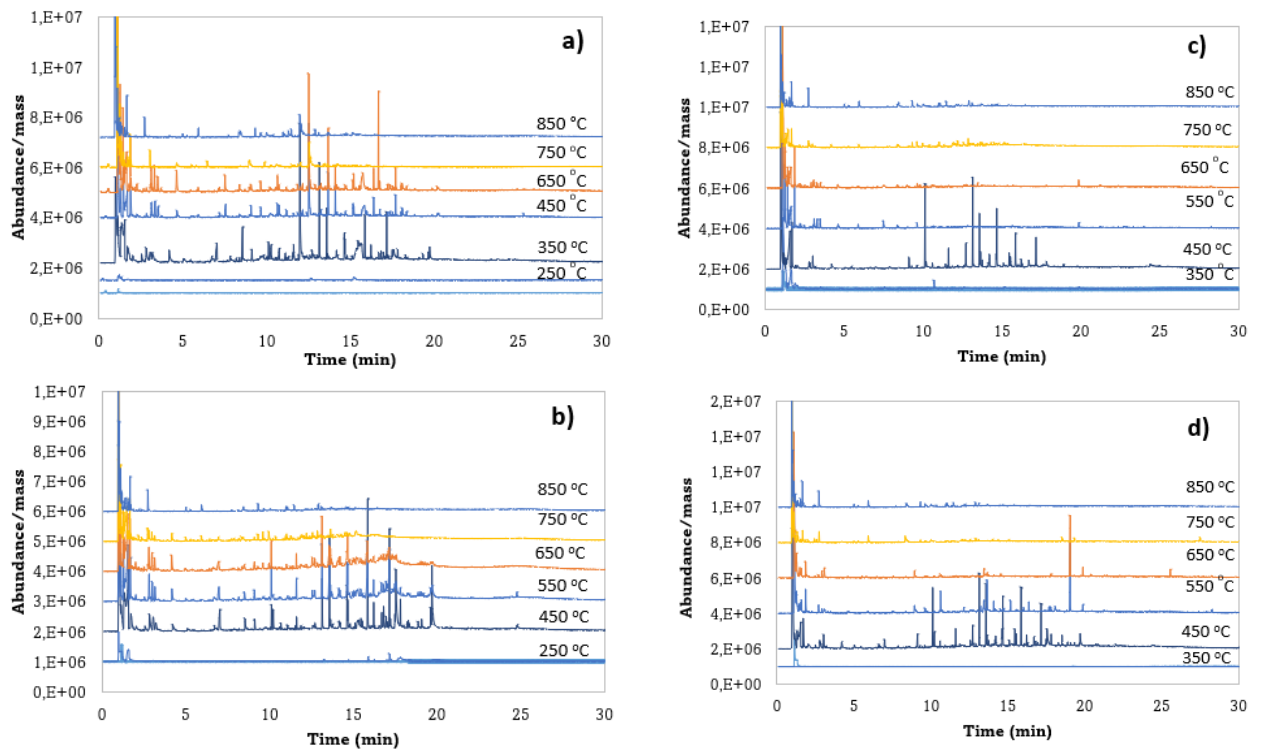 a)
Abundance/mass
1,E+07
1,E+07
8,E+06
6,E+06
4,E+06
2,E+06
0,E+00
850 °C
750 °C
650 °C
450 °C
350 °C
250 °C
0 5 10 15 20 25 30
Time (min)
c)
Abundance/mass
1,E+07
1,E+07
1,E+07
8,E+06
6,E+06
4,E+06
2,E+06
0,E+00
850 °C
750 °C
650 °C
550 °C
450 °C
350 °C
0 5 10 15 20 25 30
Time (min)
b)
Abundance/mass
1,E+07
9,E+06
8,E+06
7,E+06
6,E+06
5,E+06
4,E+06
3,E+06
2,E+06
1,E+06
0,E+00
850 °C
750 °C
650 °C
550 °C
450 °C
250 °C
0 5 10 15 20 25 30
Time (min)
d)
Abundance/mass
2,E+07
1,E+07
1,E+07
1,E+07
8,E+06
6,E+06
4,E+06
2,E+06
0,E+00
850 °C
750 °C
650 °C
550 °C
450 °C
350 °C
0 5 10 15 20 25 30
Time (min)